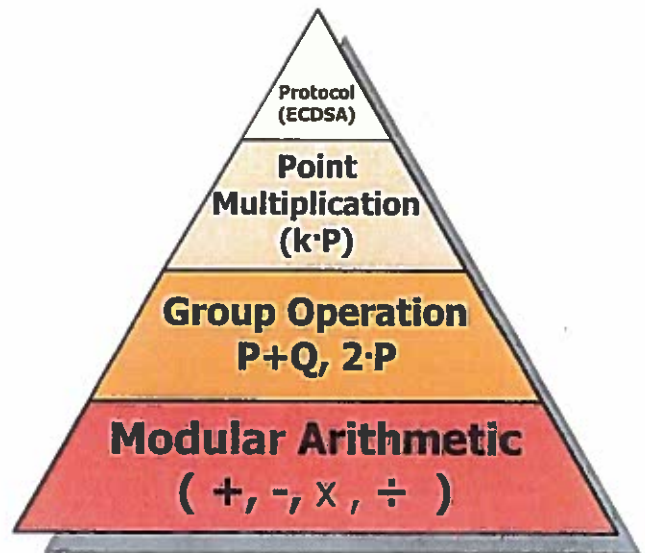 Protocol
(ECDSA)
Point
Multiplication
(k·P)
Group Operation
P+Q, 2·P
Modular Arithmetic
( +, -, x , ÷ )